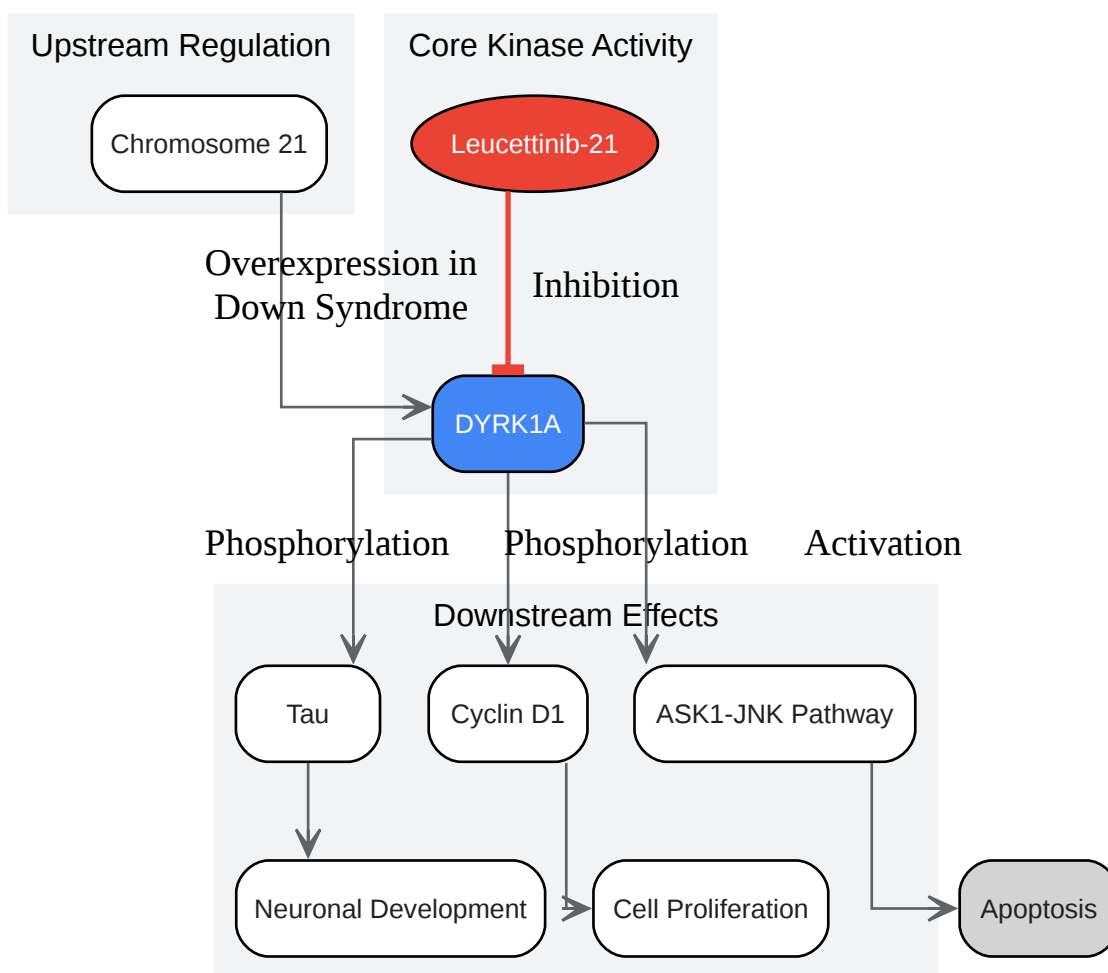 Upstream Regulation
Core Kinase Activity
Chromosome 21
Leucettinib-21
Overexpression in
Down Syndrome
Inhibition
DYRK1A
Phosphorylation
Phosphorylation
Activation
Downstream Effects
Tau
Cyclin D1
ASK1-JNK Pathway
Neuronal Development
Cell Proliferation
Apoptosis